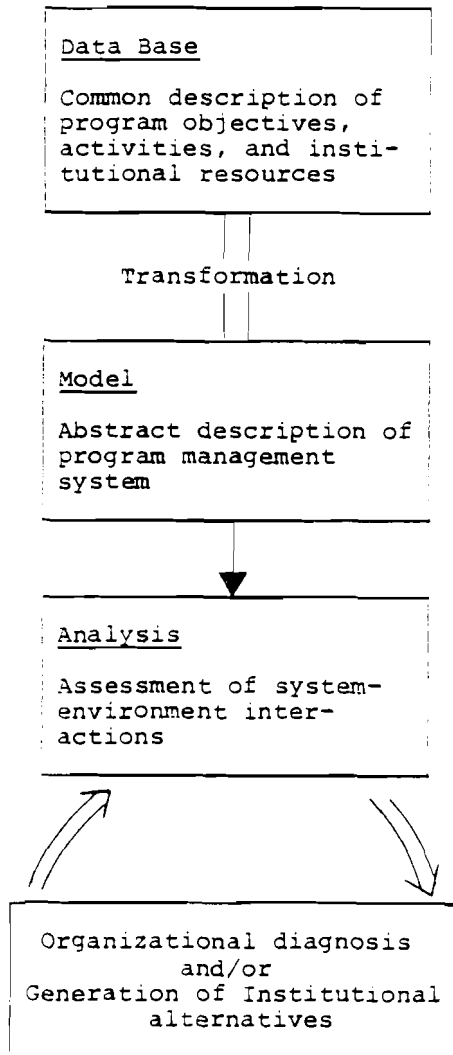 Data Base
Common description of
program objectives,
activities, and insti-
tutional resources
Transformation
Model
Abstract description of
program management
system
Analysis
Assessment of system-
environment inter-
actions
Organizational diagnosis
and/or
Generation of Institutional
alternatives